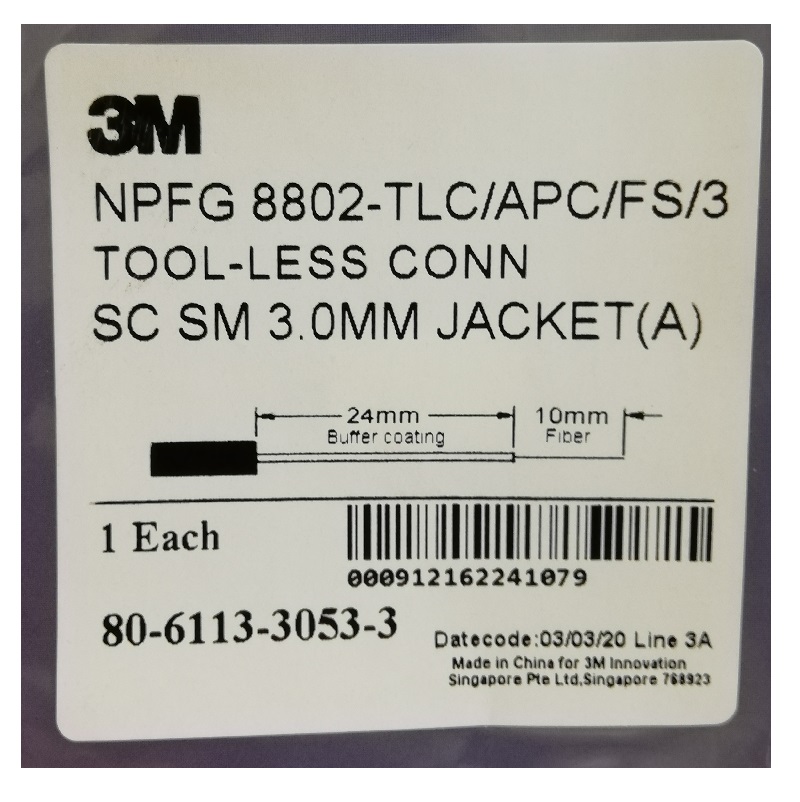 3M
NPFG 8802-TLC/APC/FS/3
TOOL-LESS CONN
SC SM 3.0MM JACKET(A)
24mm 10mm
Buffer coating Fiber
1 Each
000912162241079
80-6113-3053-3
Datecode:03/03/20 Line 3A
Made in China for 3M Innovation
Singapore Pte Ltd,Singapore 768923